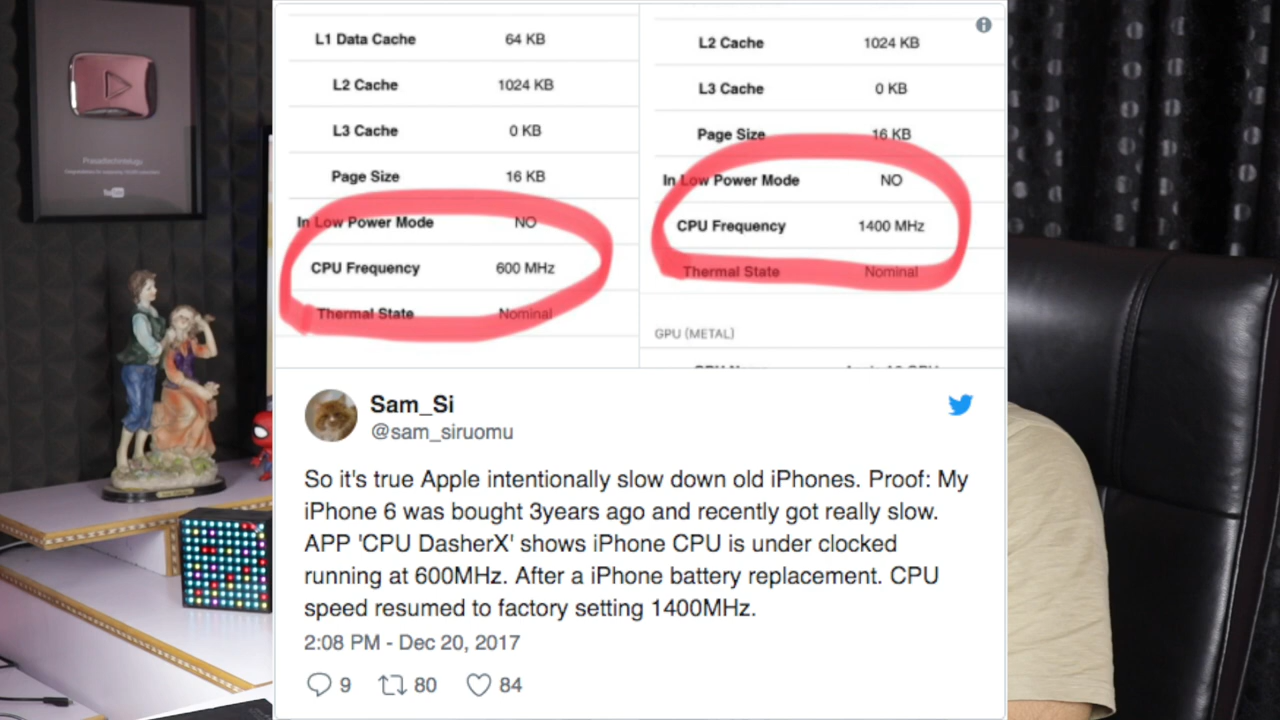 Prasadtechintelugu
YouTube
L1 Data Cache 64 KB
L2 Cache 1024 KB
L3 Cache 0 KB
Page Size 16 KB
In Low Power Mode NO
CPU Frequency 600 MHz
Thermal State Nominal
L2 Cache 1024 KB
L3 Cache 0 KB
Page Size 16 KB
In Low Power Mode NO
CPU Frequency 1400 MHz
Thermal State Nominal
GPU (METAL)
Sam_Si
@sam_siruomu
So it's true Apple intentionally slow down old iPhones. Proof: My
iPhone 6 was bought 3years ago and recently got really slow.
APP 'CPU DasherX' shows iPhone CPU is under clocked
running at 600MHz. After a iPhone battery replacement. CPU
speed resumed to factory setting 1400MHz.
2:08 PM - Dec 20, 2017
9 80 84